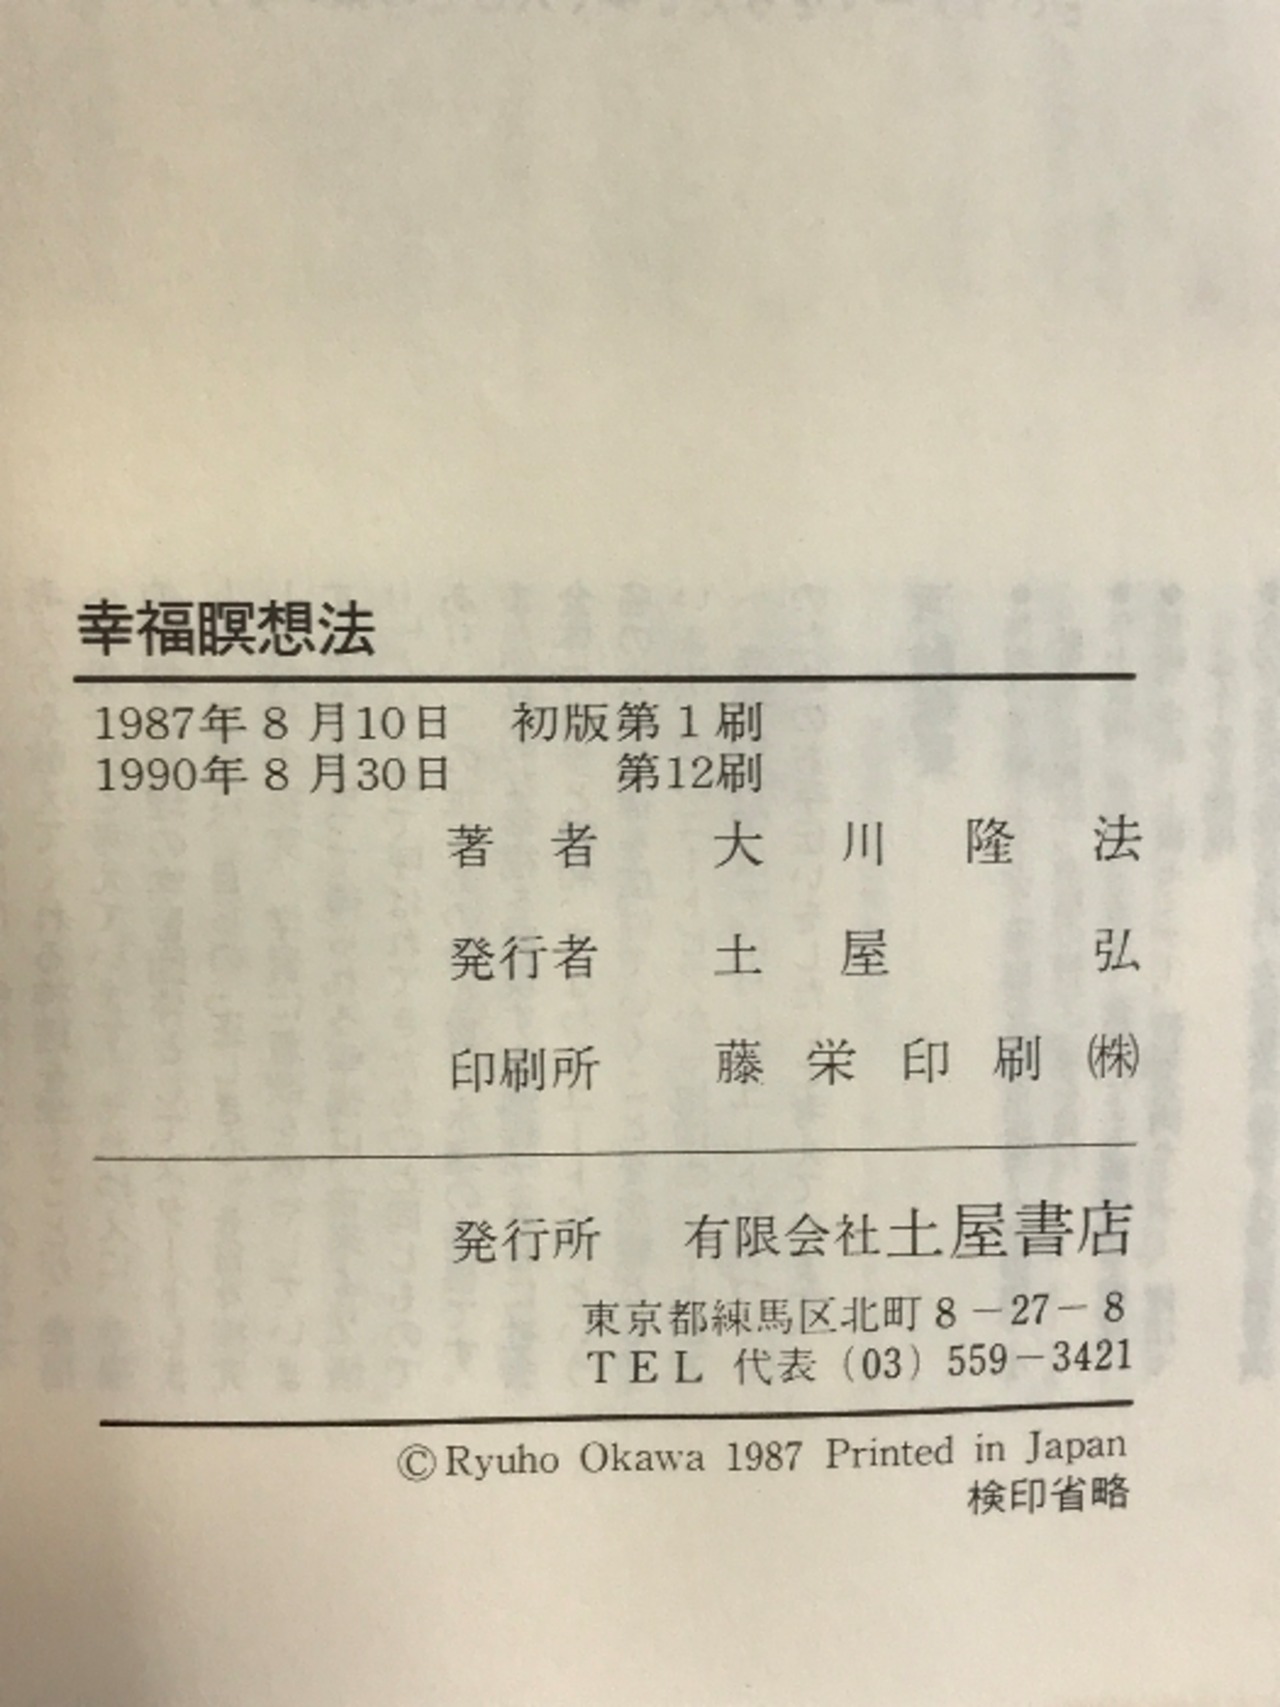 幸福瞑想法
1987年8月10日 初版第1刷
1990年8月30日 第12刷
著者 大川隆法
発行者 土屋弘
印刷所 藤栄印刷㈱
発行所 有限会社土屋書店
東京都練馬区北町8－27－8
TEL 代表（03）559－3421
©Ryuho Okawa 1987 Printed in Japan
検印省略